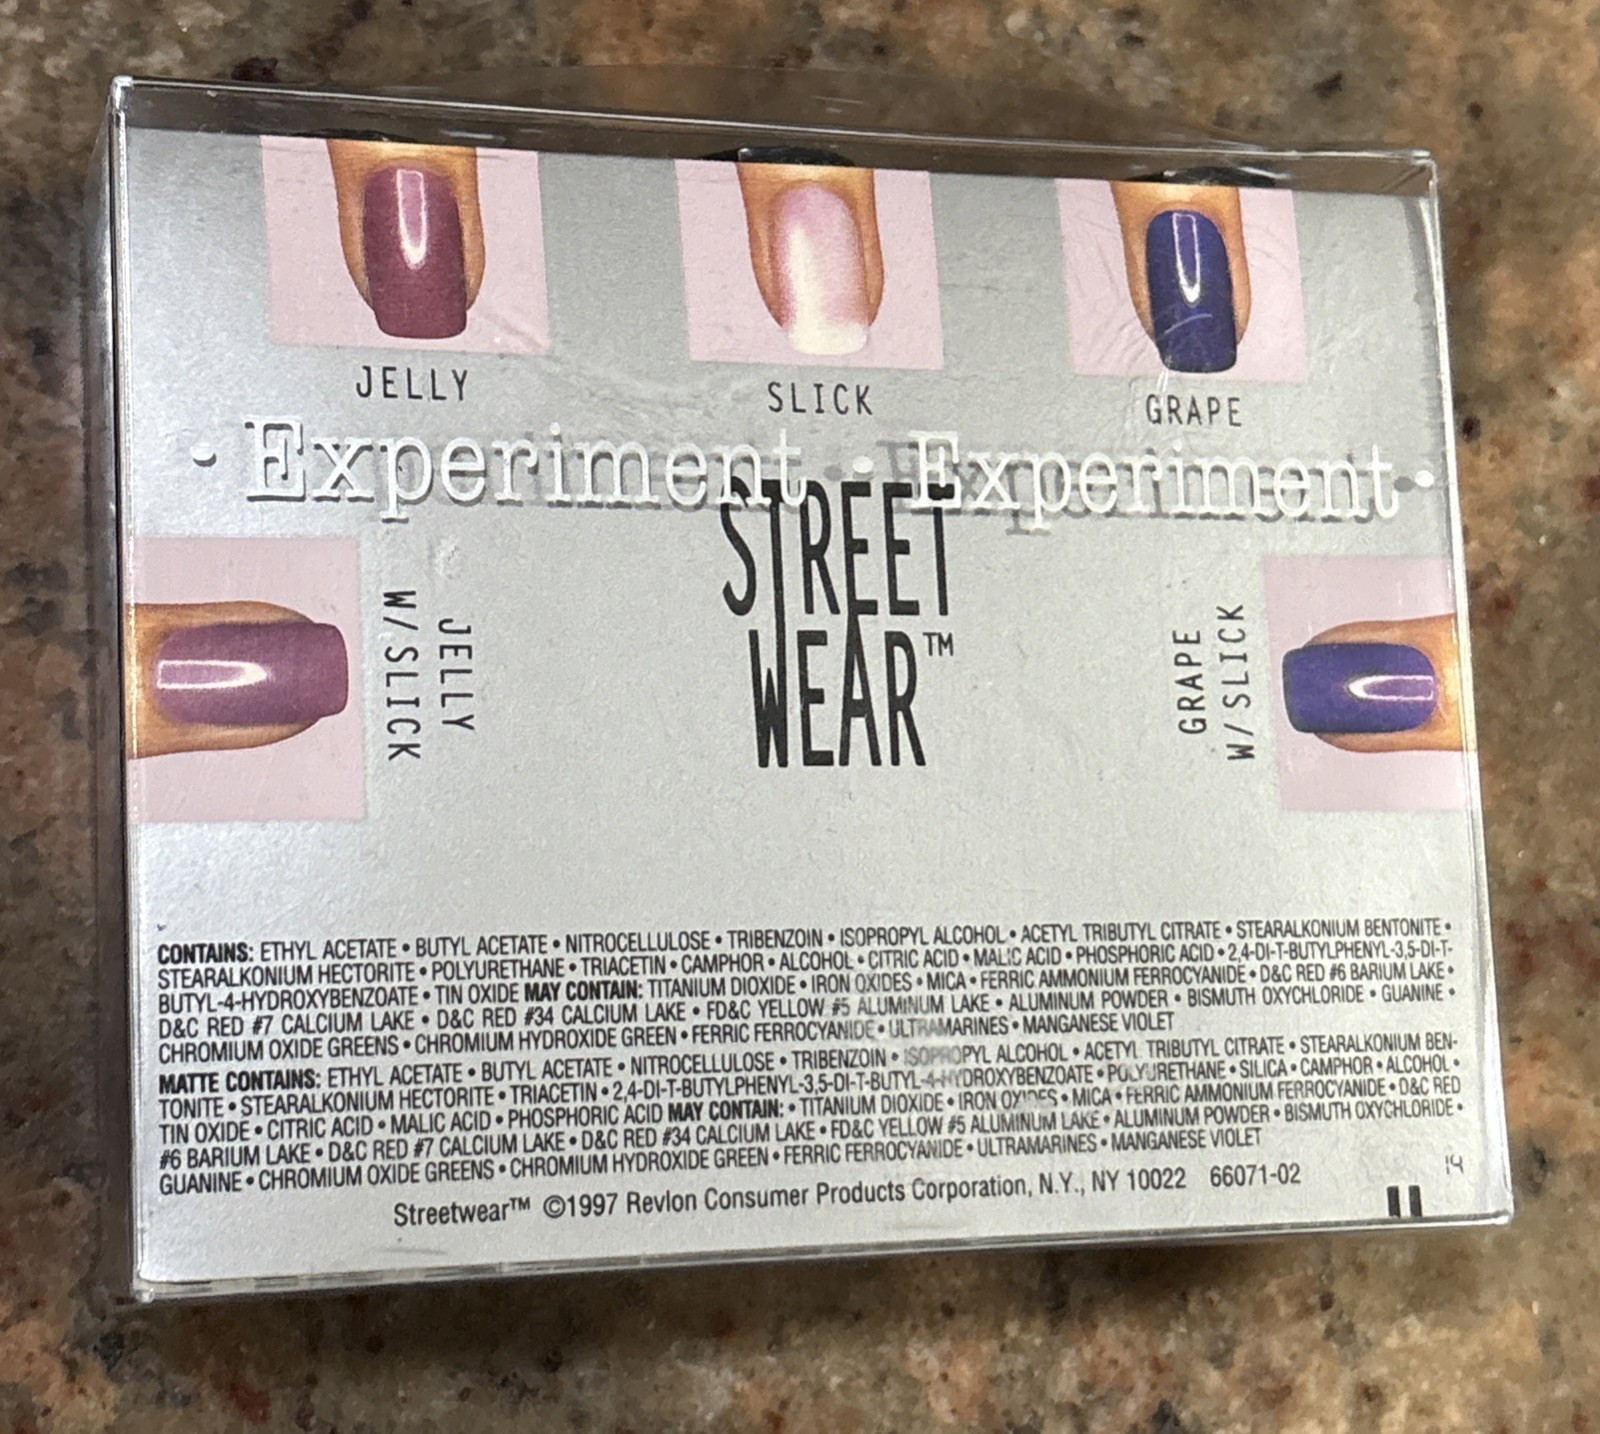 JELLY
SLICK
GRAPE
· Experiment · Experiment ·
STREET
WEAR™
JELLY
W/SLICK
GRAPE
W/SLICK
CONTAINS: ETHYL ACETATE • BUTYL ACETATE • NITROCELLULOSE • TRIBENZOIN • ISOPROPYL ALCOHOL • ACETYL TRIBUTYL CITRATE • STEARALKONIUM BENTONITE •
STEARALKONIUM HECTORITE • POLYURETHANE • TRIACETIN • CAMPHOR • ALCOHOL • CITRIC ACID • MALIC ACID • PHOSPHORIC ACID • 2,4-DI-T-BUTYLPHENYL-3,5-DI-T-
BUTYL-4-HYDROXYBENZOATE • TIN OXIDE MAY CONTAIN: TITANIUM DIOXIDE • IRON OXIDES • MICA • FERRIC AMMONIUM FERROCYANIDE • D&C RED #6 BARIUM LAKE •
D&C RED #7 CALCIUM LAKE • D&C RED #34 CALCIUM LAKE • FD&C YELLOW #5 ALUMINUM LAKE • ALUMINUM POWDER • BISMUTH OXYCHLORIDE • GUANINE •
CHROMIUM OXIDE GREENS • CHROMIUM HYDROXIDE GREEN • FERRIC FERROCYANIDE • ULTRAMARINES • MANGANESE VIOLET
MATTE CONTAINS: ETHYL ACETATE • BUTYL ACETATE • NITROCELLULOSE • TRIBENZOIN • ISOPROPYL ALCOHOL • ACETYL TRIBUTYL CITRATE • STEARALKONIUM BEN-
TONITE • STEARALKONIUM HECTORITE • TRIACETIN • 2,4-DI-T-BUTYLPHENYL-3,5-DI-T-BUTYL-4-HYDROXYBENZOATE • POLYURETHANE • SILICA • CAMPHOR • ALCOHOL •
TIN OXIDE • CITRIC ACID • MALIC ACID • PHOSPHORIC ACID MAY CONTAIN: • TITANIUM DIOXIDE • IRON OXIDES • MICA • FERRIC AMMONIUM FERROCYANIDE • D&C RED
#6 BARIUM LAKE • D&C RED #7 CALCIUM LAKE • D&C RED #34 CALCIUM LAKE • FD&C YELLOW #5 ALUMINUM LAKE • ALUMINUM POWDER • BISMUTH OXYCHLORIDE •
GUANINE • CHROMIUM OXIDE GREENS • CHROMIUM HYDROXIDE GREEN • FERRIC FERROCYANIDE • ULTRAMARINES • MANGANESE VIOLET
14
Streetwear™ ©1997 Revlon Consumer Products Corporation, N.Y., NY 10022 66071-02